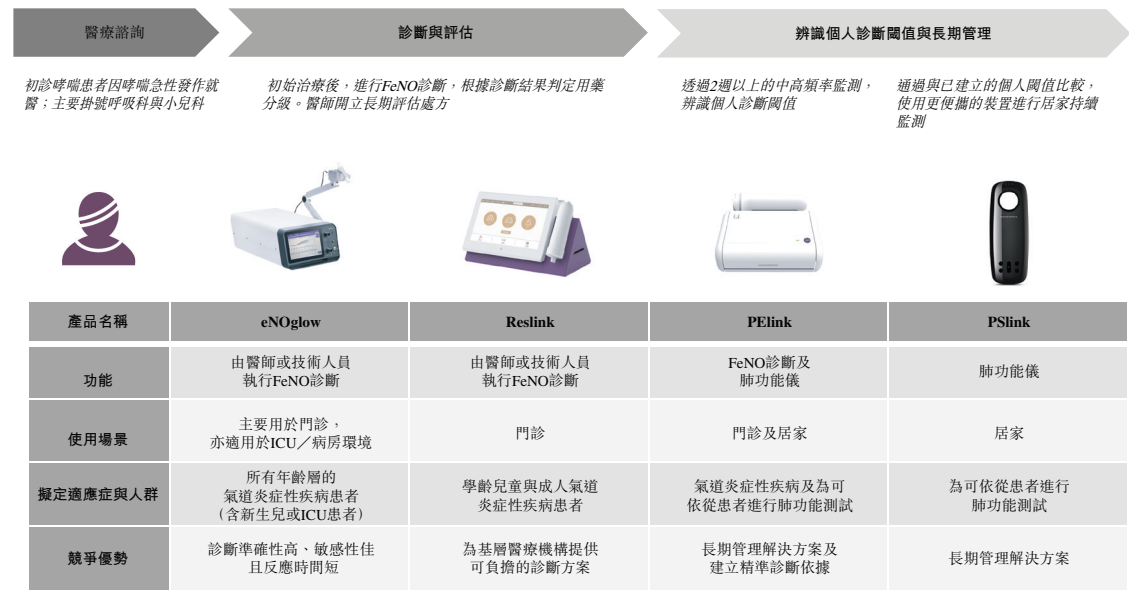 醫療諮詢
診斷與評估
辨識個人診斷閾值與長期管理
初診哮喘患者因哮喘急性發作就
醫；主要掛號呼吸科與小兒科
初始治療後，進行FeNO診斷，根據診斷結果判定用藥
分級。醫師開立長期評估處方
透過2週以上的中高頻率監測，
辨識個人診斷閾值
通過與已建立的個人閾值比較，
使用更便攜的裝置進行居家持續
監測
產品名稱
eNOglow
Reslink
PElink
PSlink
功能
由醫師或技術人員
執行FeNO診斷
由醫師或技術人員
執行FeNO診斷
FeNO診斷及
肺功能儀
肺功能儀
使用場景
主要用於門診，
亦適用於ICU／病房環境
門診
門診及居家
居家
擬定適應症與人群
所有年齡層的
氣道炎症性疾病患者
（含新生兒或ICU患者）
學齡兒童與成人氣道
炎症性疾病患者
氣道炎症性疾病及為可
依從患者進行肺功能測試
為可依從患者進行
肺功能測試
競爭優勢
診斷準確性高、敏感性佳
且反應時間短
為基層醫療機構提供
可負擔的診斷方案
長期管理解決方案及
建立精準診斷依據
長期管理解決方案